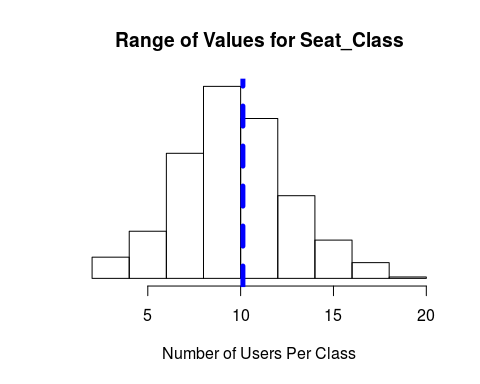 Range of Values for Seat_Class
5 10 15 20
Number of Users Per Class